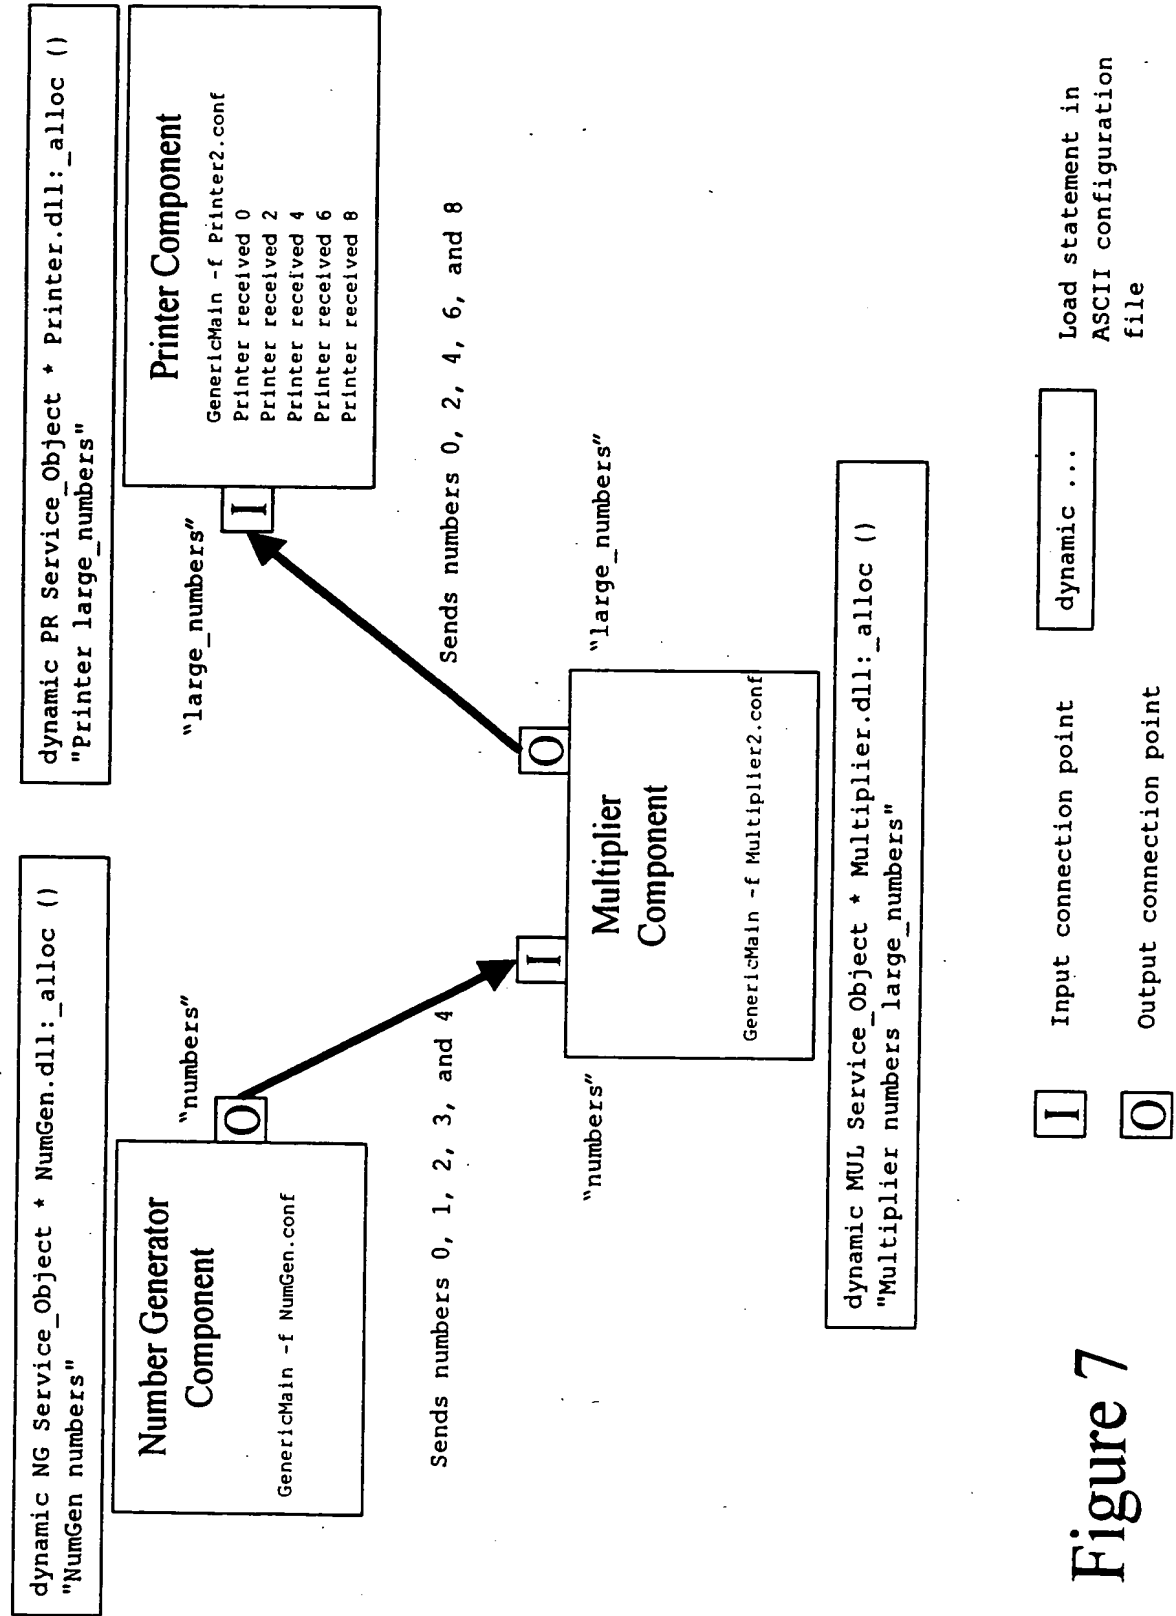 dynamic NG Service_Object * NumGen.dll:_alloc ()
"NumGen numbers"
Number Generator
Component
GenericMain -f NumGen.conf
O
"numbers"
Sends numbers 0, 1, 2, 3, and 4
dynamic PR Service_Object * Printer.dll:_alloc ()
"Printer large_numbers"
Printer Component
GenericMain -f Printer2.conf
Printer received 0
Printer received 2
Printer received 4
Printer received 6
Printer received 8
I
"large_numbers"
Sends numbers 0, 2, 4, 6, and 8
"numbers"
I
O
"large_numbers"
Multiplier
Component
GenericMain -f Multiplier2.conf
dynamic MUL Service_Object * Multiplier.dll:_alloc ()
"Multiplier numbers large_numbers"
I
Input connection point
O
Output connection point
dynamic ...
Load statement in
ASCII configuration
file
Figure 7